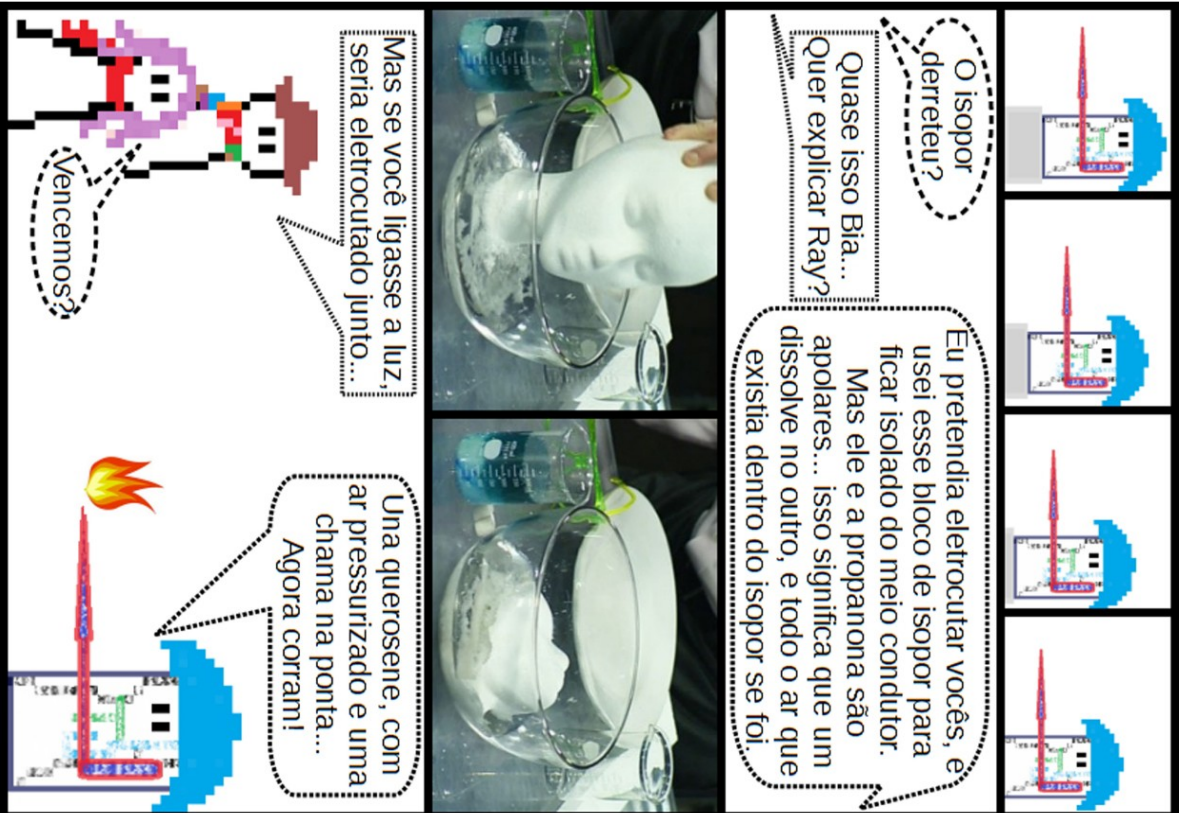 O isopor
derreteu?
Quase isso Bia...
Quer explicar Ray?
Eu pretendia eletrocutar vocês, e
usei esse bloco de isopor para
ficar isolado do meio condutor.
Mas ele e a propanona são
apolares... isso significa que um
dissolve no outro, e todo o ar que
existia dentro do isopor se foi.
Mas se você ligasse a luz,
seria eletrocutado junto...
Vencemos?
Una querosene, com
ar pressurizado e uma
chama na ponta...
Agora corram!